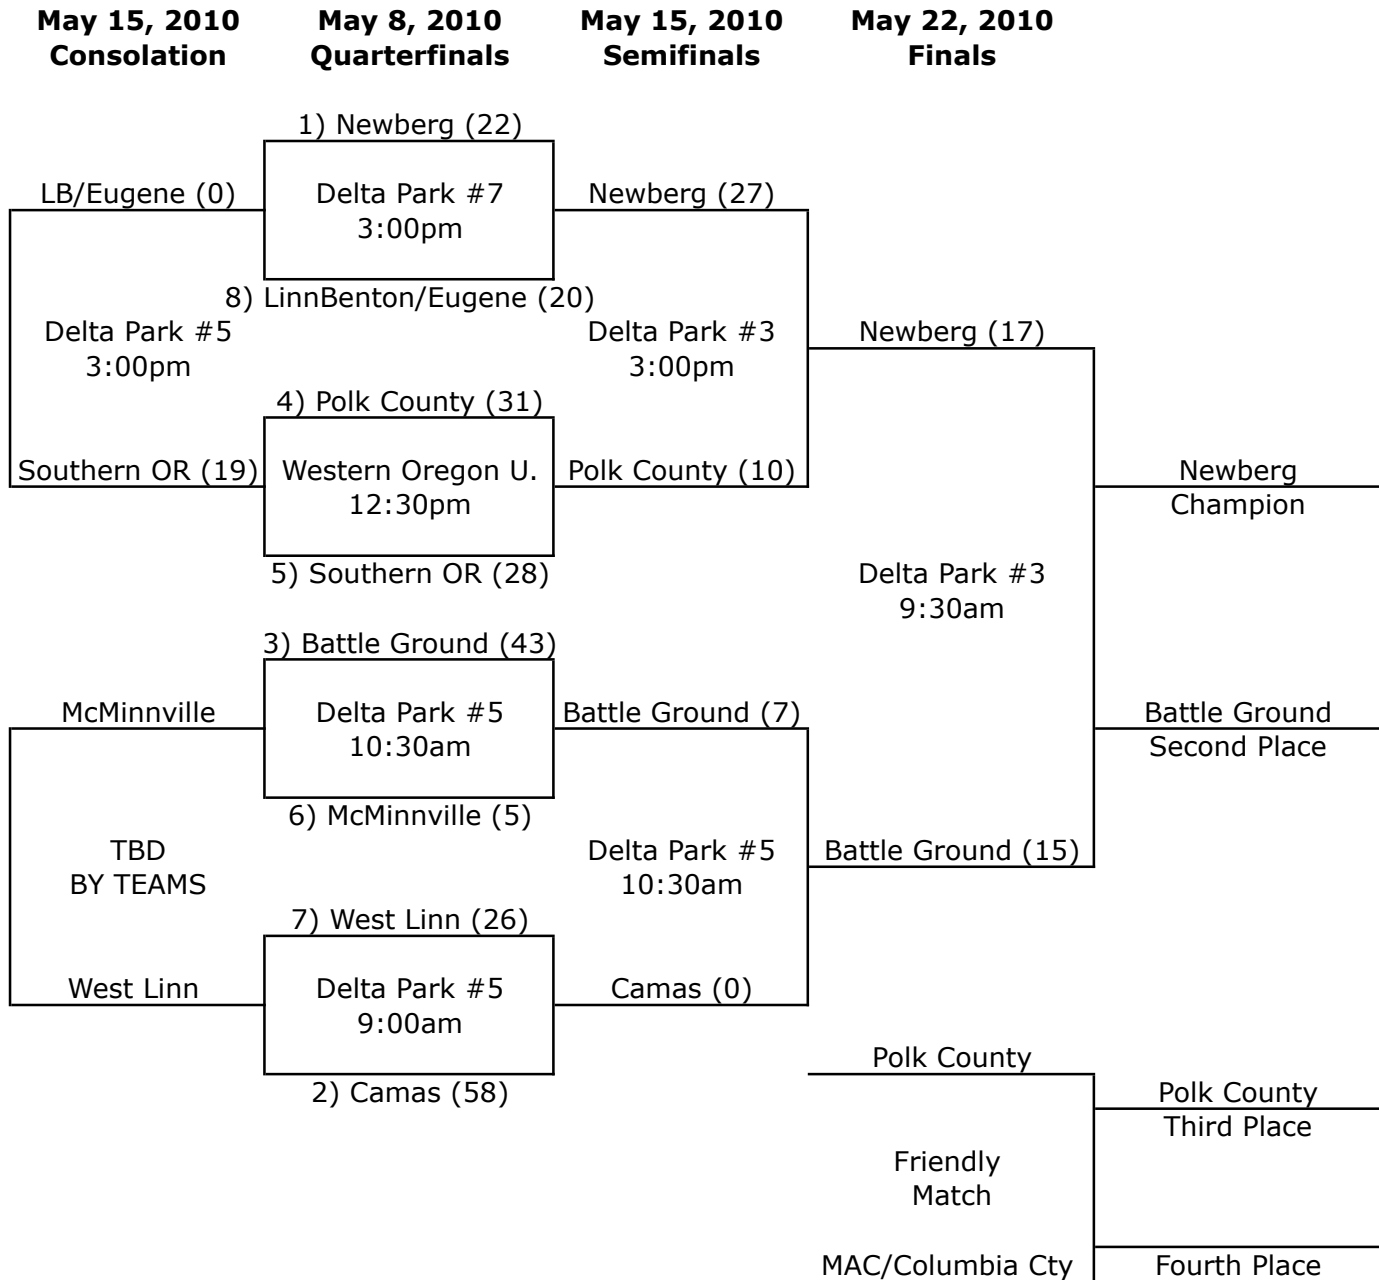 May 15, 2010 May 8, 2010 May 15, 2010 May 22, 2010
Consolation Quarterfinals Semifinals Finals
1) Newberg (22)
LB/Eugene (0) Delta Park #7 Newberg (27)
3:00pm
8) LinnBenton/Eugene (20)
Delta Park #5 Delta Park #3 Newberg (17)
3:00pm 3:00pm
4) Polk County (31)
Southern OR (19) Western Oregon U. Polk County (10) Newberg
12:30pm Champion
5) Southern OR (28) Delta Park #3
9:30am
3) Battle Ground (43)
McMinnville Delta Park #5 Battle Ground (7) Battle Ground
10:30am Second Place
6) McMinnville (5)
TBD Delta Park #5 Battle Ground (15)
BY TEAMS 10:30am
7) West Linn (26)
West Linn Delta Park #5 Camas (0)
9:00am
Polk County
2) Camas (58) Polk County
Third Place
Friendly
Match
MAC/Columbia Cty Fourth Place